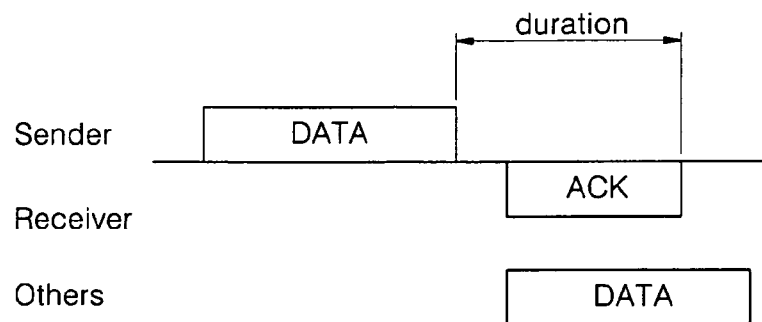 duration
Sender
DATA
ACK
Receiver
Others
DATA